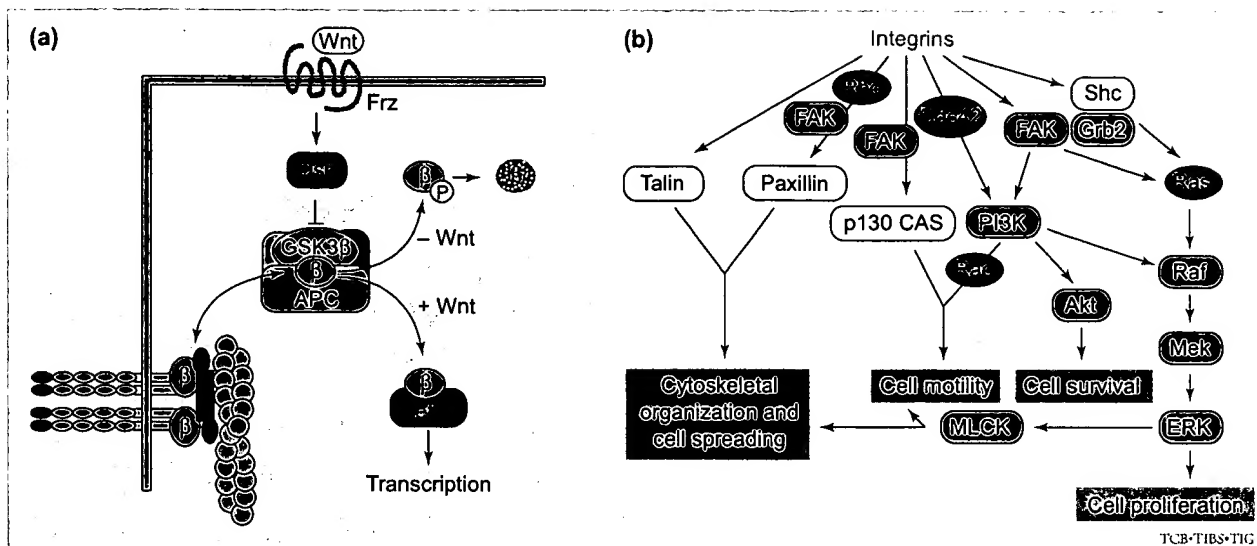 (a)
Wnt
Frz
Dsh
β
P
β
GSK3β
β
APC
– Wnt
+ Wnt
β
β
β
Transcription
(b)
Integrins
Shc
FAK
FAK
FAK
Grb2
Talin
Paxillin
Ras
p130 CAS
PI3K
Rac
Raf
Akt
Mek
Cytoskeletal
organization and
cell spreading
Cell motility
Cell survival
MLCK
ERK
Cell proliferation
TCB•TIBS•TIG